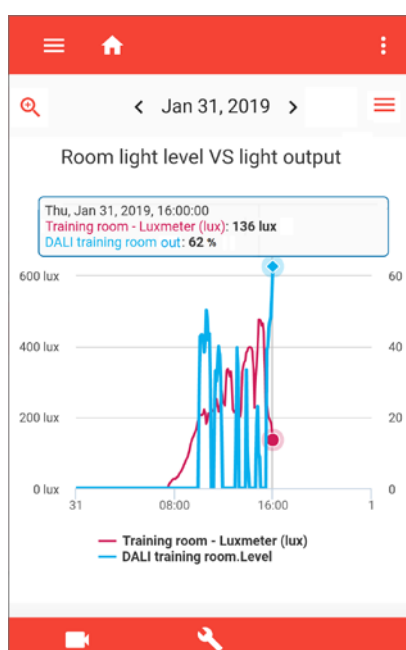 Jan 31, 2019
Room light level VS light output
Thu, Jan 31, 2019, 16:00:00
Training room - Luxmeter (lux): 136 lux
DALI training room out: 62 %
600 lux 60
400 lux 40
200 lux 20
0 lux 0
31 08:00 16:00 1
Training room - Luxmeter (lux)
DALI training room.Level